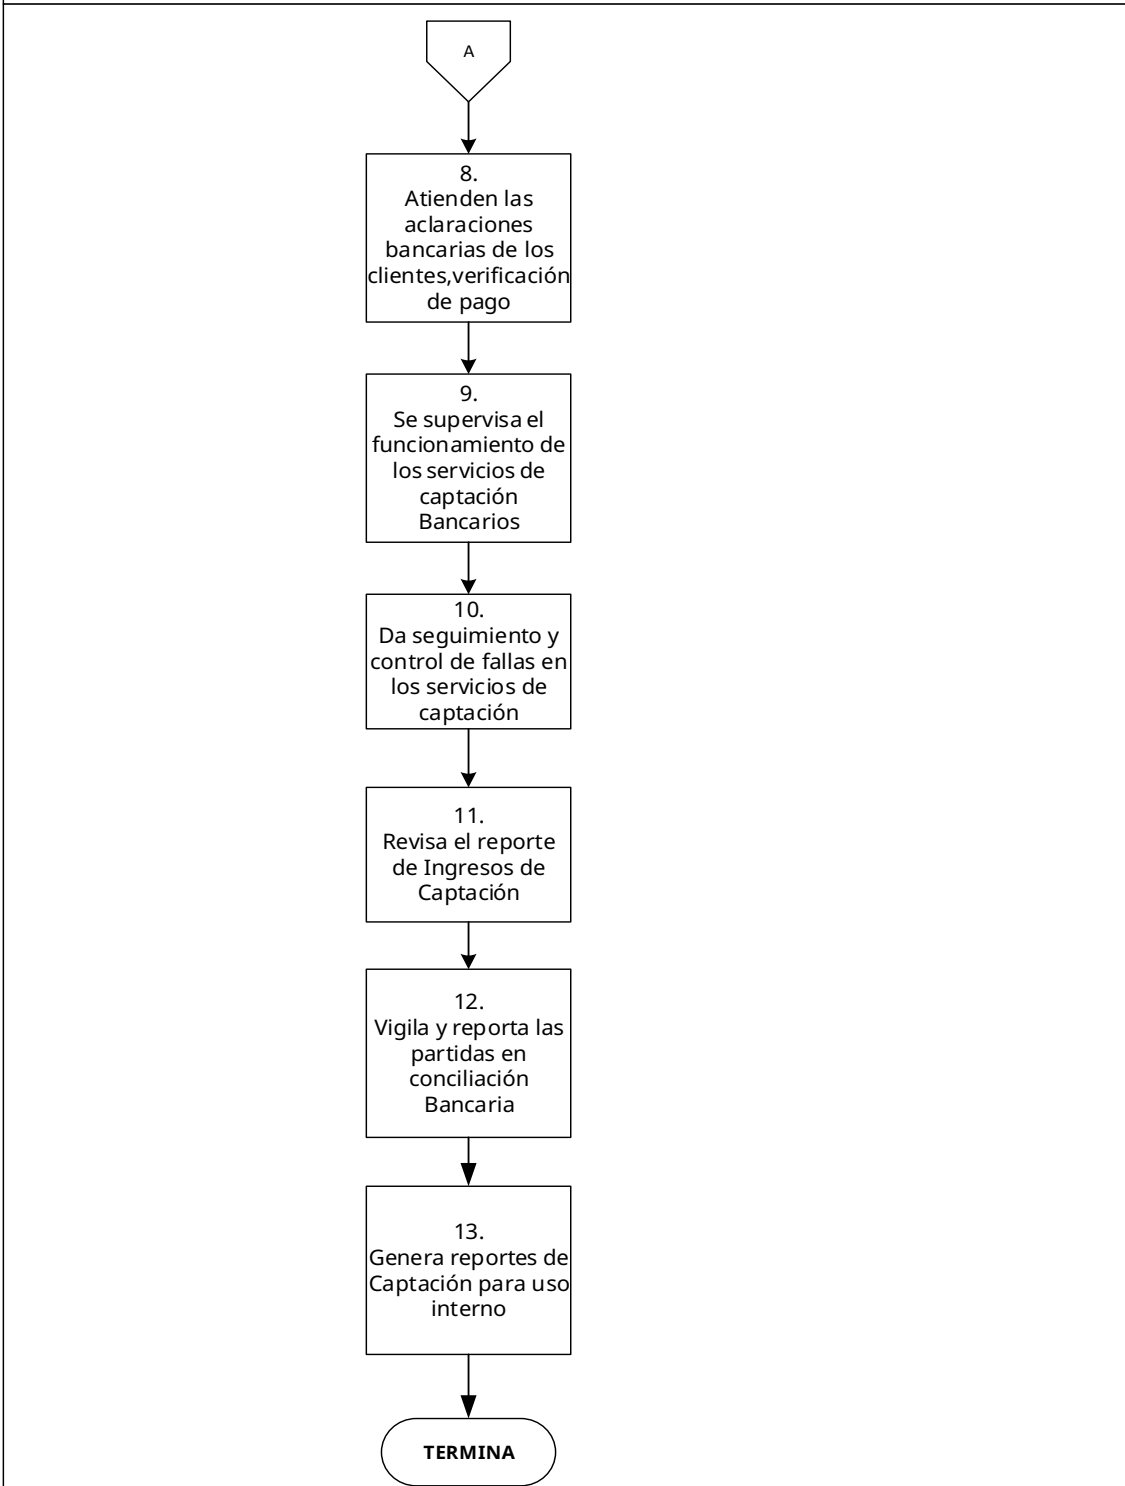 A
8.
Atienden las
aclaraciones
bancarias de los
clientes,verificación
de pago
9.
Se supervisa el
funcionamiento de
los servicios de
captación
Bancarios
10.
Da seguimiento y
control de fallas en
los servicios de
captación
11.
Revisa el reporte
de Ingresos de
Captación
12.
Vigila y reporta las
partidas en
conciliación
Bancaria
13.
Genera reportes de
Captación para uso
interno
TERMINA